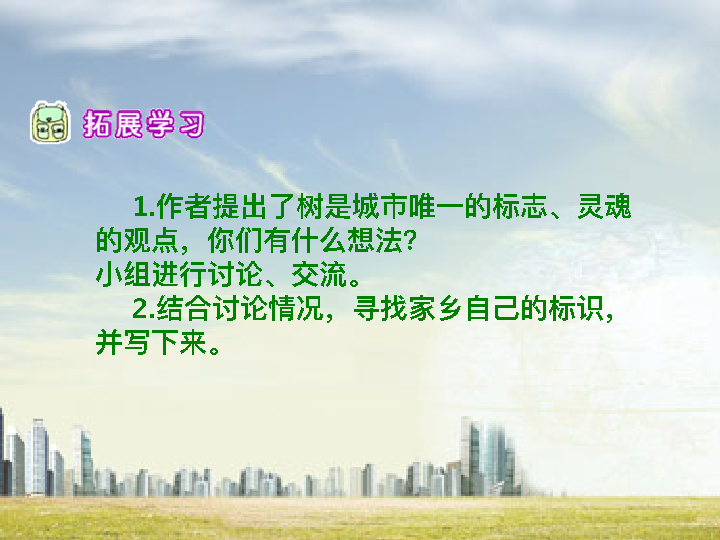 拓展学习
1.作者提出了树是城市唯一的标志、灵魂
的观点，你们有什么想法？
小组进行讨论、交流。
2.结合讨论情况，寻找家乡自己的标识，
并写下来。